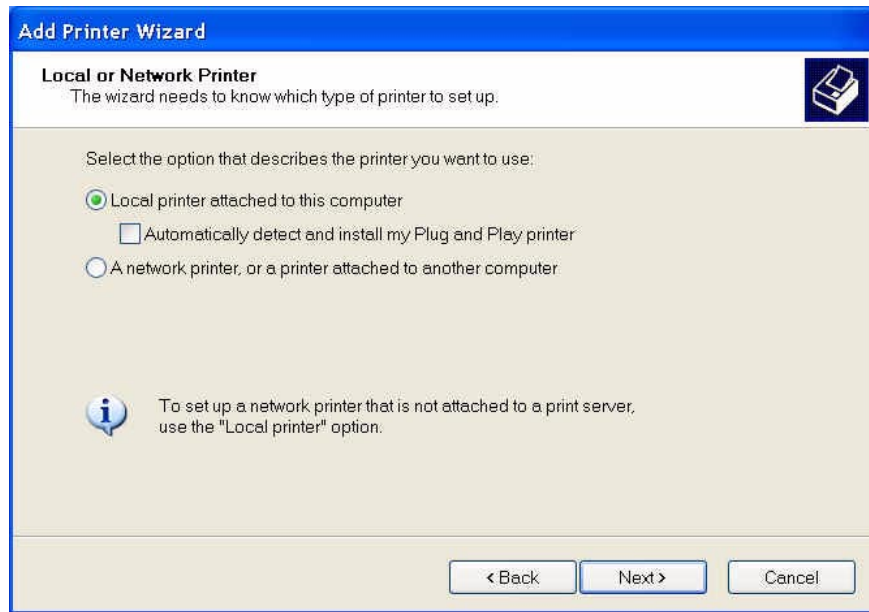 Add Printer Wizard
Local or Network Printer
The wizard needs to know which type of printer to set up.
Select the option that describes the printer you want to use:
Local printer attached to this computer
Automatically detect and install my Plug and Play printer
A network printer, or a printer attached to another computer
To set up a network printer that is not attached to a print server,
use the "Local printer" option.
< Back
Next >
Cancel